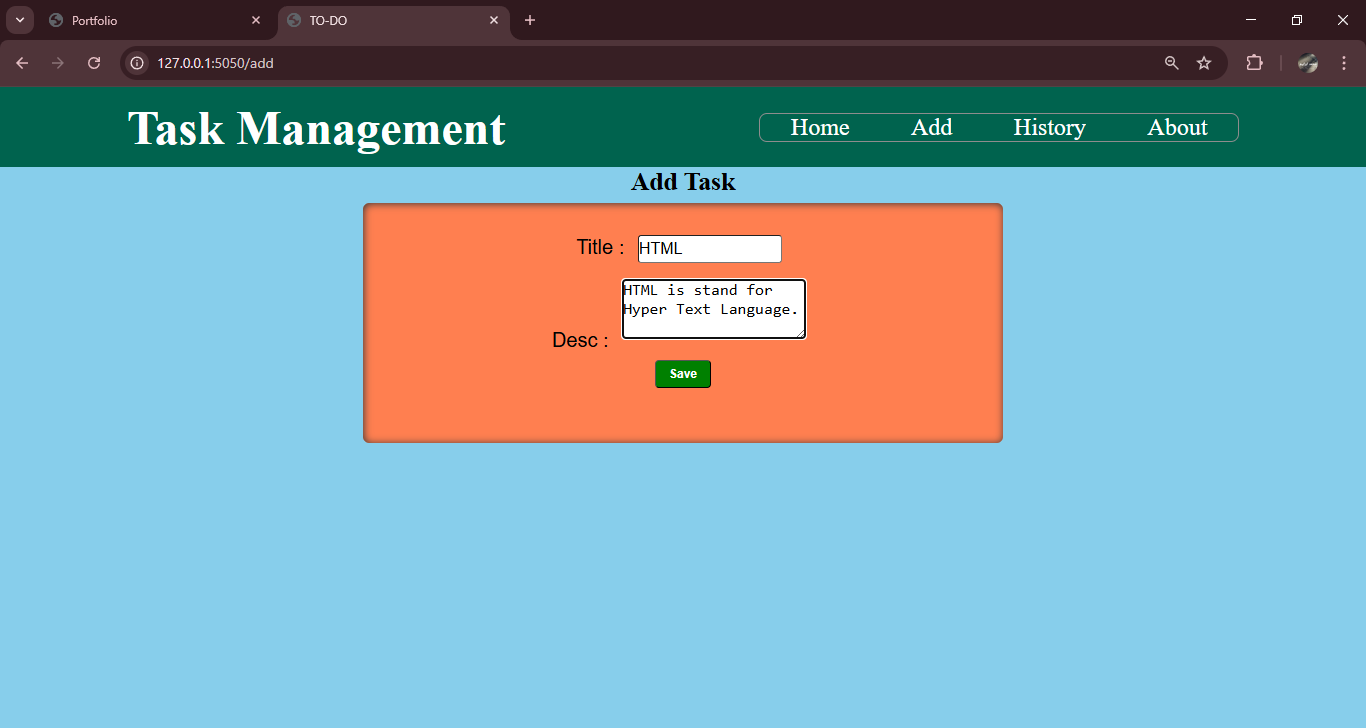 Portfolio
TO-DO
127.0.0.1:5050/add
Task Management
Home Add History About
Add Task
Title : HTML
Desc : HTML is stand for
Hyper Text Language.
Save